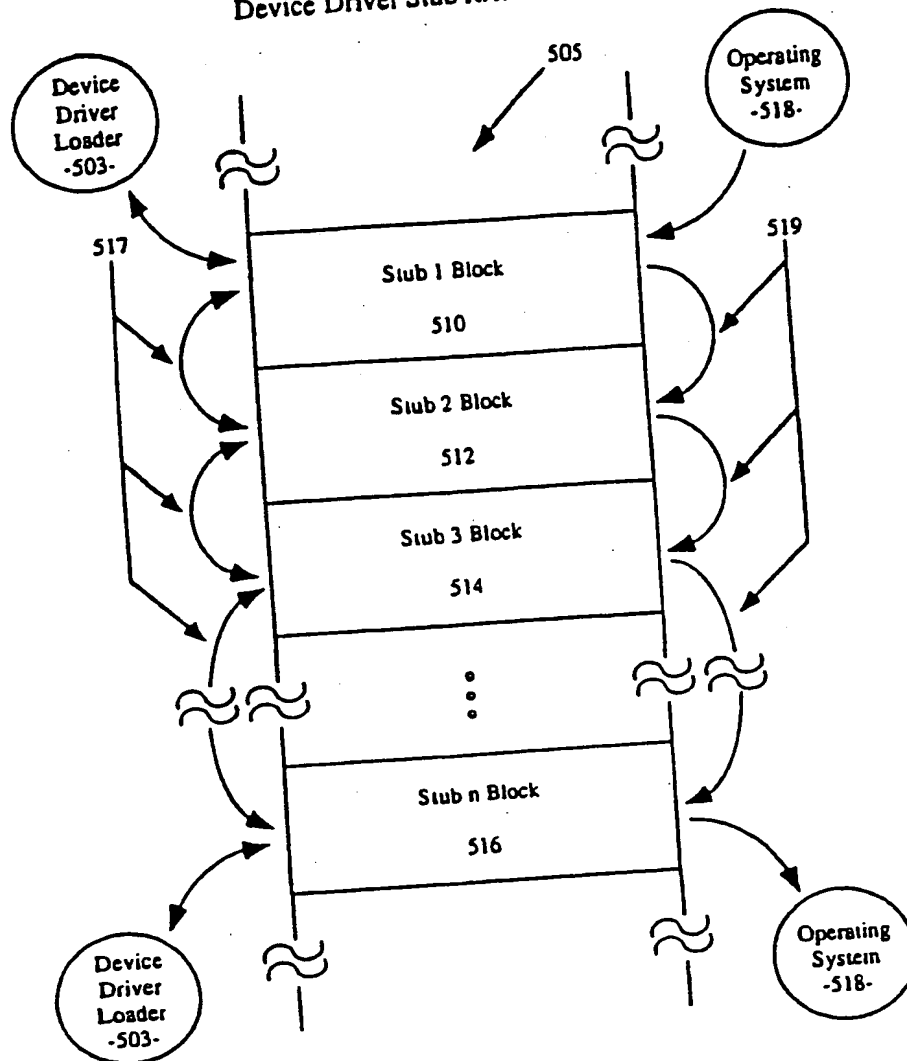 Device Driver Stub
505
Device
Driver
Loader
-503-
Operating
System
-518-
517
519
Stub 1 Block
510
Stub 2 Block
512
Stub 3 Block
514
Stub n Block
516
Device
Driver
Loader
-503-
Operating
System
-518-